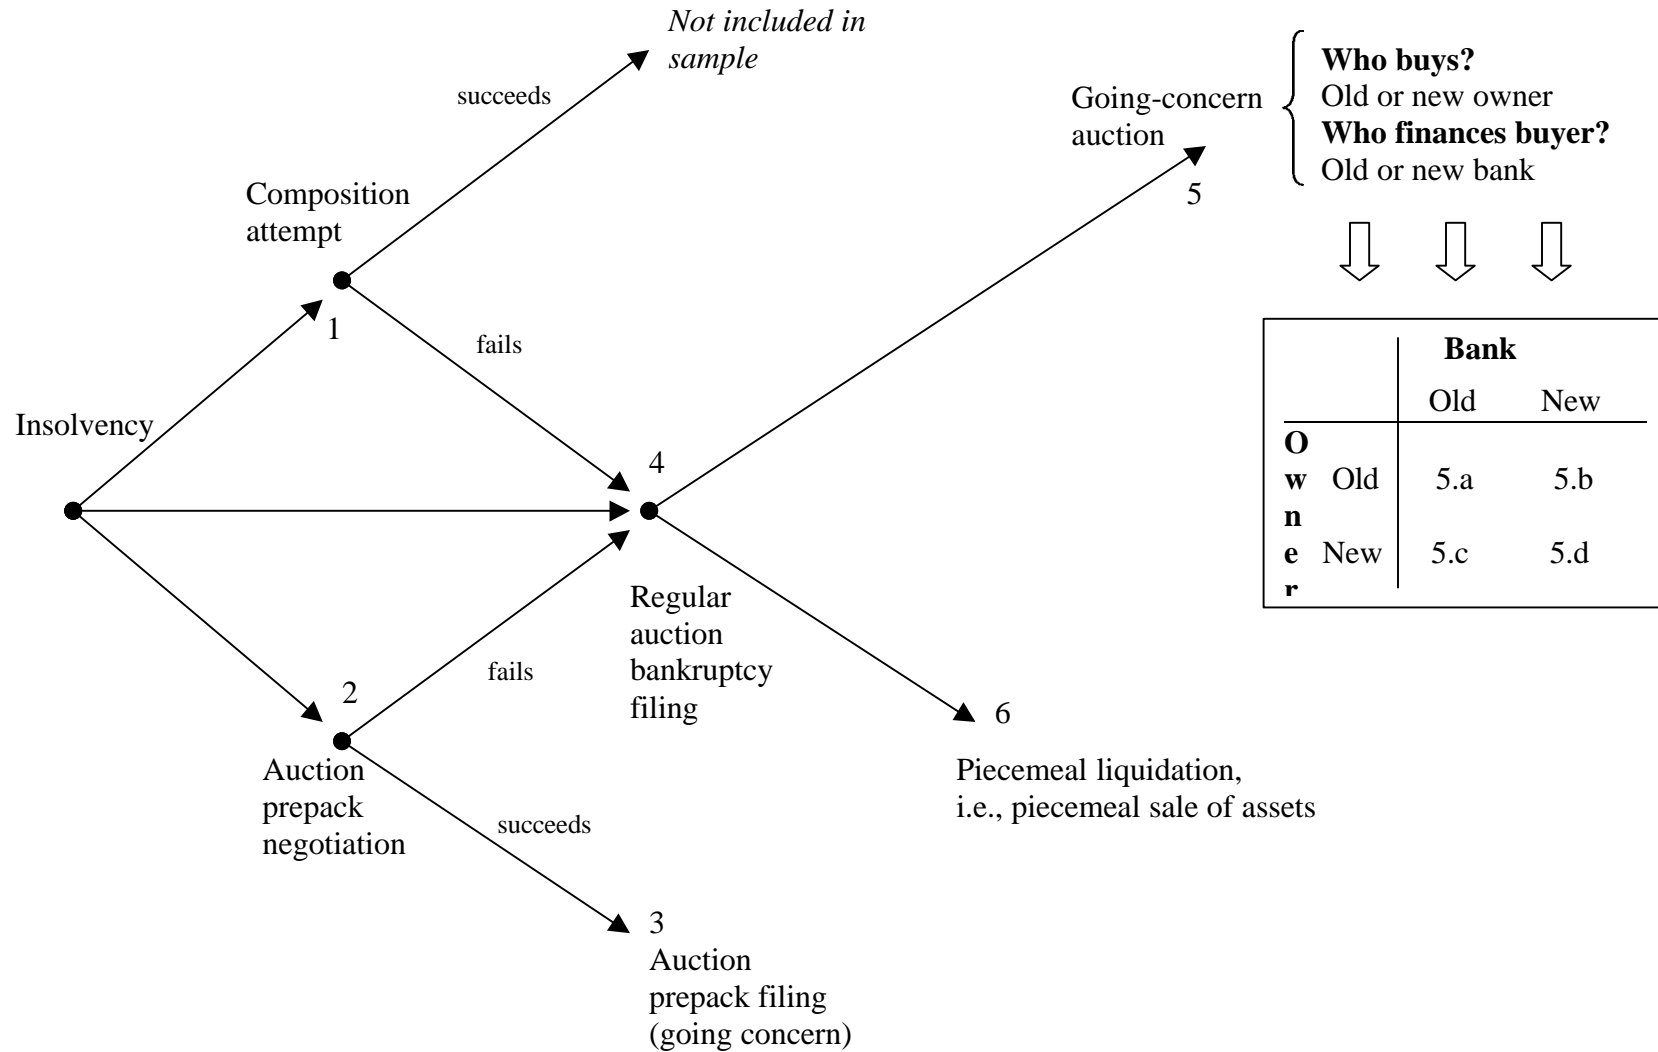 Not included in
sample
succeeds
Composition
attempt
1
fails
Insolvency
4
Regular
auction
bankruptcy
filing
2
fails
Auction
prepack
negotiation
succeeds
3
Auction
prepack filing
(going concern)
Going-concern
auction
5
Who buys?
Old or new owner
Who finances buyer?
Old or new bank
6
Piecemeal liquidation,
i.e., piecemeal sale of assets
Bank
Old New
Owner
Old 5.a 5.b
New 5.c 5.d